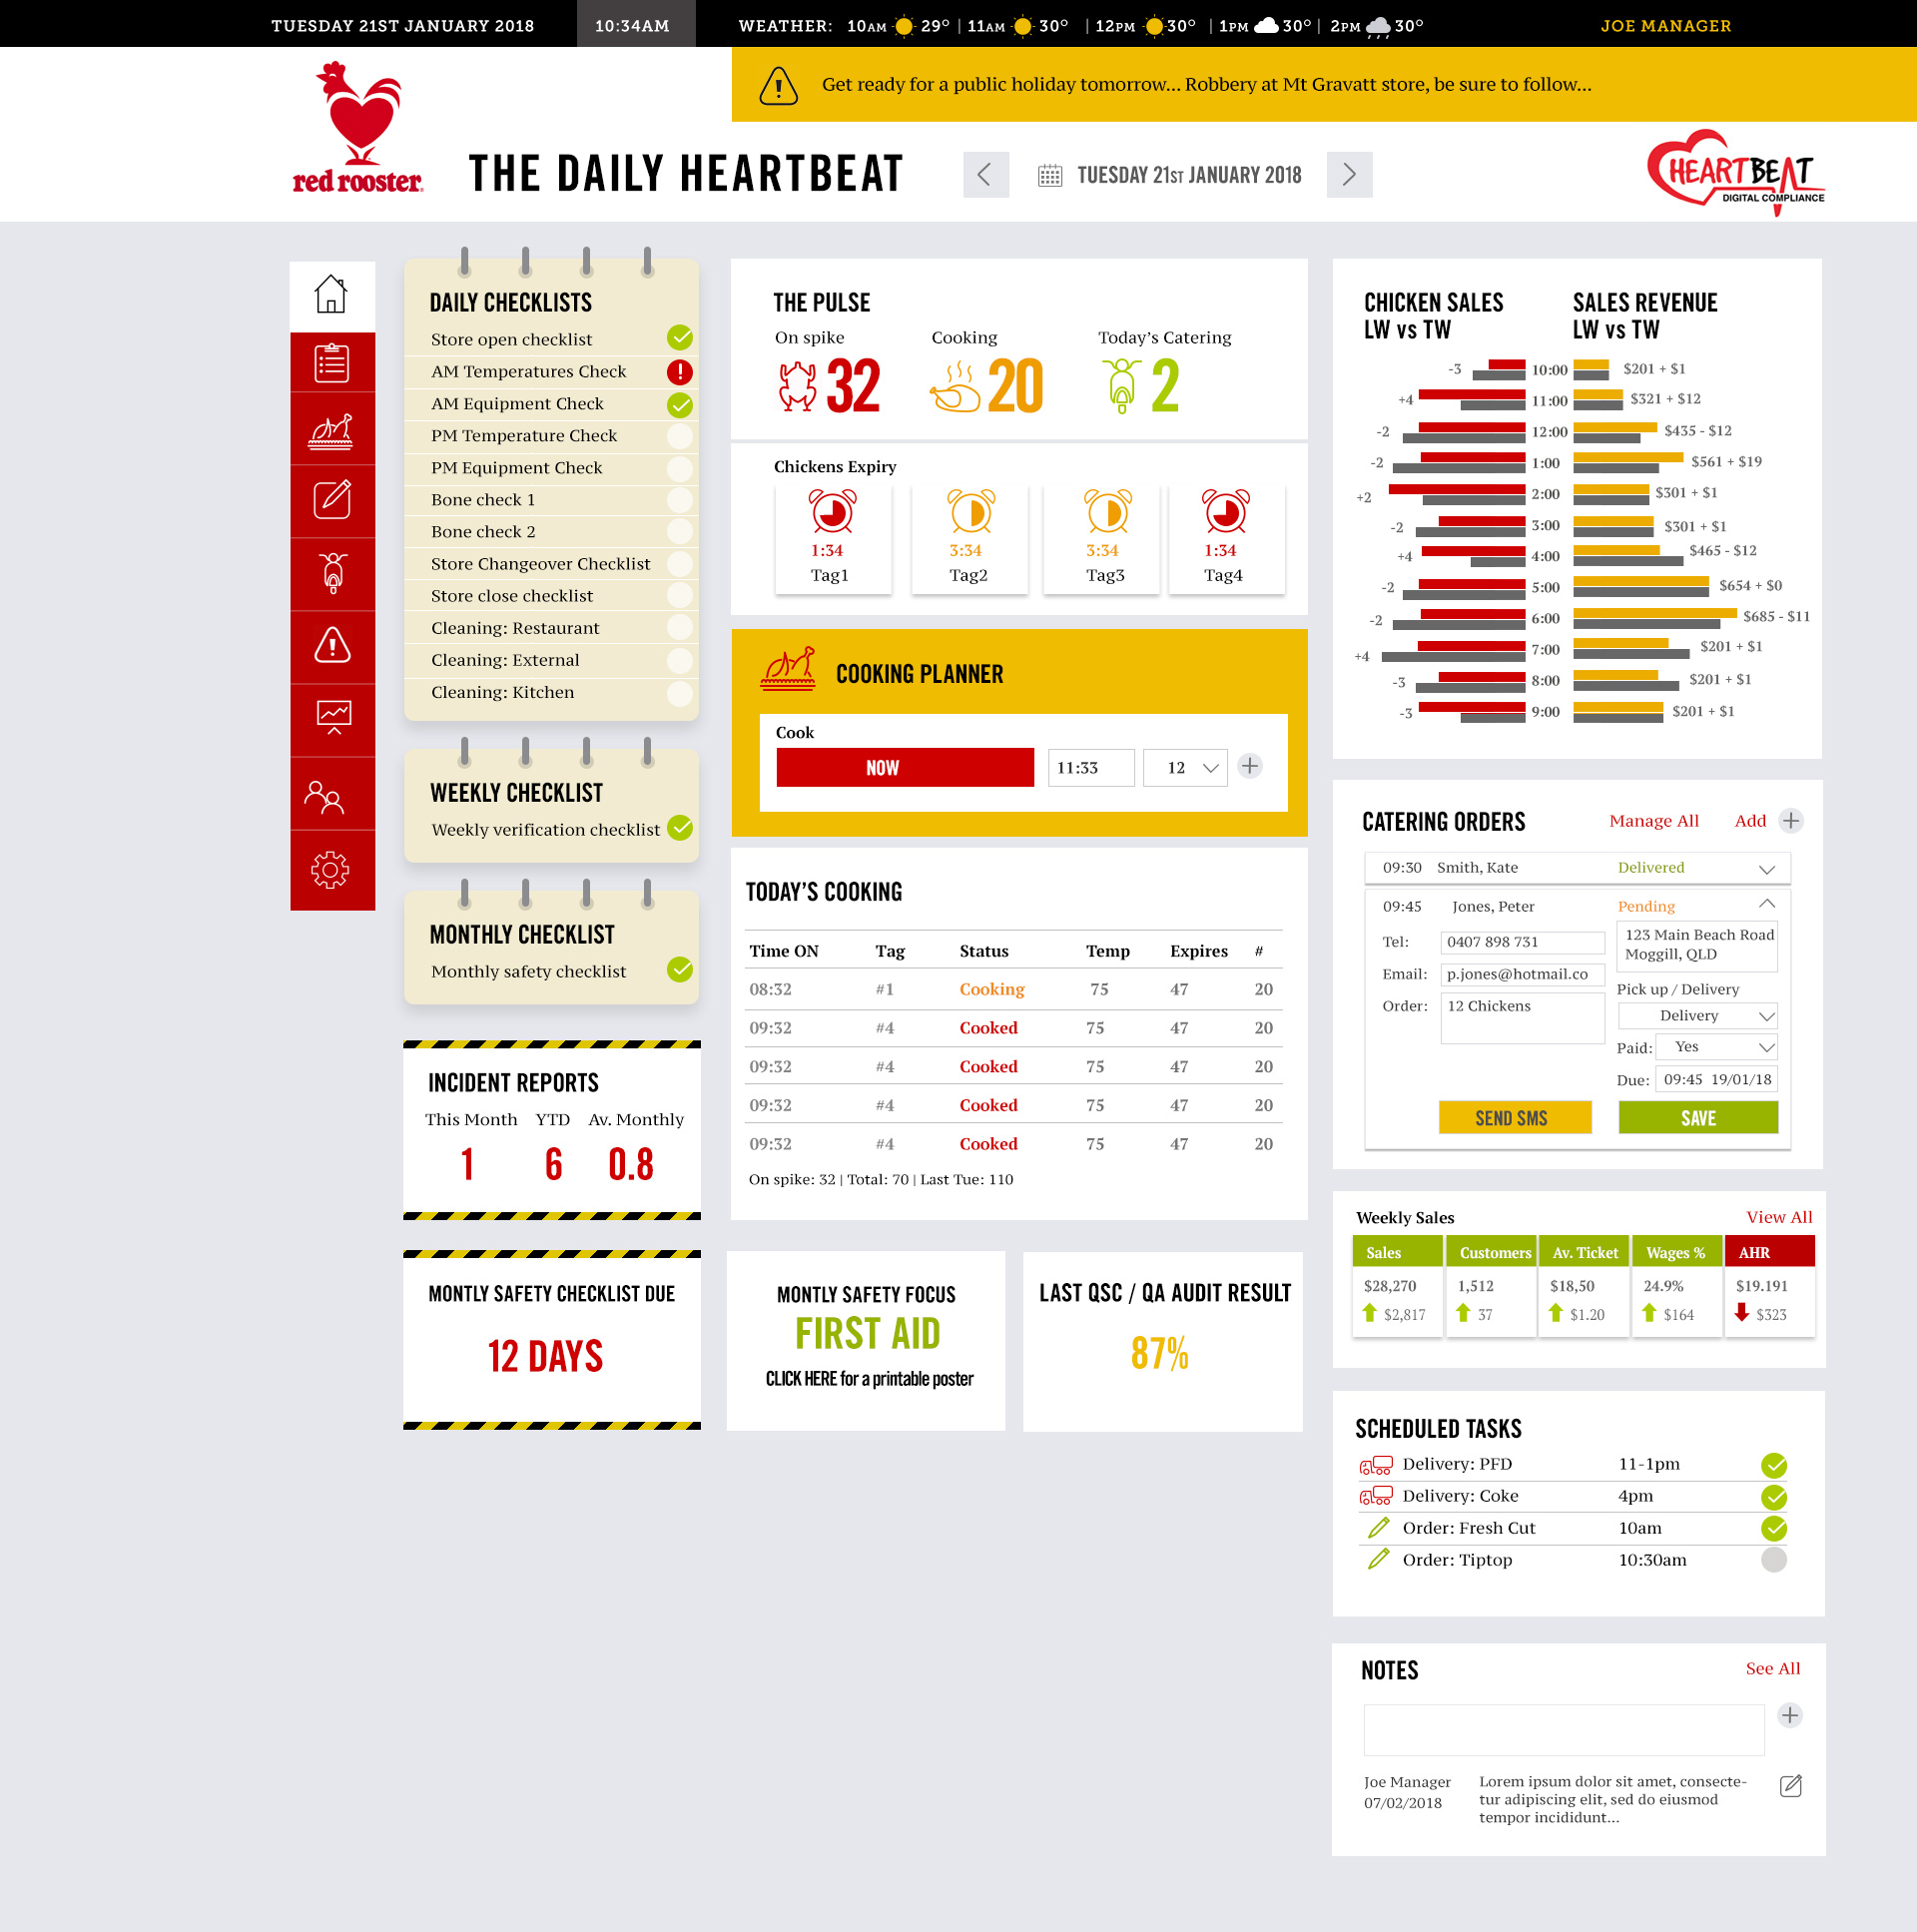 TUESDAY 21ST JANUARY 2018
10:34AM
WEATHER: 10AM 29° | 11AM 30° | 12PM 30° | 1PM 30° | 2PM 30°
JOE MANAGER
Get ready for a public holiday tomorrow... Robbery at Mt Gravatt store, be sure to follow...
red rooster
THE DAILY HEARTBEAT
TUESDAY 21ST JANUARY 2018
HEARTBEAT
DIGITAL COMPLIANCE
DAILY CHECKLISTS
Store open checklist
AM Temperatures Check
AM Equipment Check
PM Temperature Check
PM Equipment Check
Bone check 1
Bone check 2
Store Changeover Checklist
Store close checklist
Cleaning: Restaurant
Cleaning: External
Cleaning: Kitchen
WEEKLY CHECKLIST
Weekly verification checklist
MONTHLY CHECKLIST
Monthly safety checklist
INCIDENT REPORTS
This Month YTD Av. Monthly
1 6 0.8
MONTLY SAFETY CHECKLIST DUE
12 DAYS
THE PULSE
On spike Cooking Today's Catering
32 20 2
Chickens Expiry
1:34 3:34 3:34 1:34
Tag1 Tag2 Tag3 Tag4
COOKING PLANNER
Cook
NOW 11:33 12
TODAY'S COOKING
Time ON Tag Status Temp Expires #
08:32 #1 Cooking 75 47 20
09:32 #4 Cooked 75 47 20
09:32 #4 Cooked 75 47 20
09:32 #4 Cooked 75 47 20
09:32 #4 Cooked 75 47 20
On spike: 32 | Total: 70 | Last Tue: 110
MONTLY SAFETY FOCUS
FIRST AID
CLICK HERE for a printable poster
LAST QSC / QA AUDIT RESULT
87%
CHICKEN SALES SALES REVENUE
LW vs TW LW vs TW
-3 10:00 $201 + $1
+4 11:00 $321 + $12
-2 12:00 $435 - $12
-2 1:00 $561 + $19
+2 2:00 $301 + $1
-2 3:00 $301 + $1
+4 4:00 $465 - $12
-2 5:00 $654 + $0
-2 6:00 $685 - $11
+4 7:00 $201 + $1
-3 8:00 $201 + $1
-3 9:00 $201 + $1
CATERING ORDERS Manage All Add
09:30 Smith, Kate Delivered
09:45 Jones, Peter Pending
Tel: 0407 898 731
Email: p.jones@hotmail.co
Order: 12 Chickens
123 Main Beach Road
Moggill, QLD
Pick up / Delivery
Delivery
Paid: Yes
Due: 09:45 19/01/18
SEND SMS SAVE
Weekly Sales View All
Sales Customers Av. Ticket Wages % AHR
$28,270 1,512 $18,50 24.9% $19.191
$2,817 37 $1.20 $164 $323
SCHEDULED TASKS
Delivery: PFD 11-1pm
Delivery: Coke 4pm
Order: Fresh Cut 10am
Order: Tiptop 10:30am
NOTES See All
Joe Manager
07/02/2018
Lorem ipsum dolor sit amet, consecte-
tur adipiscing elit, sed do eiusmod
tempor incididunt...